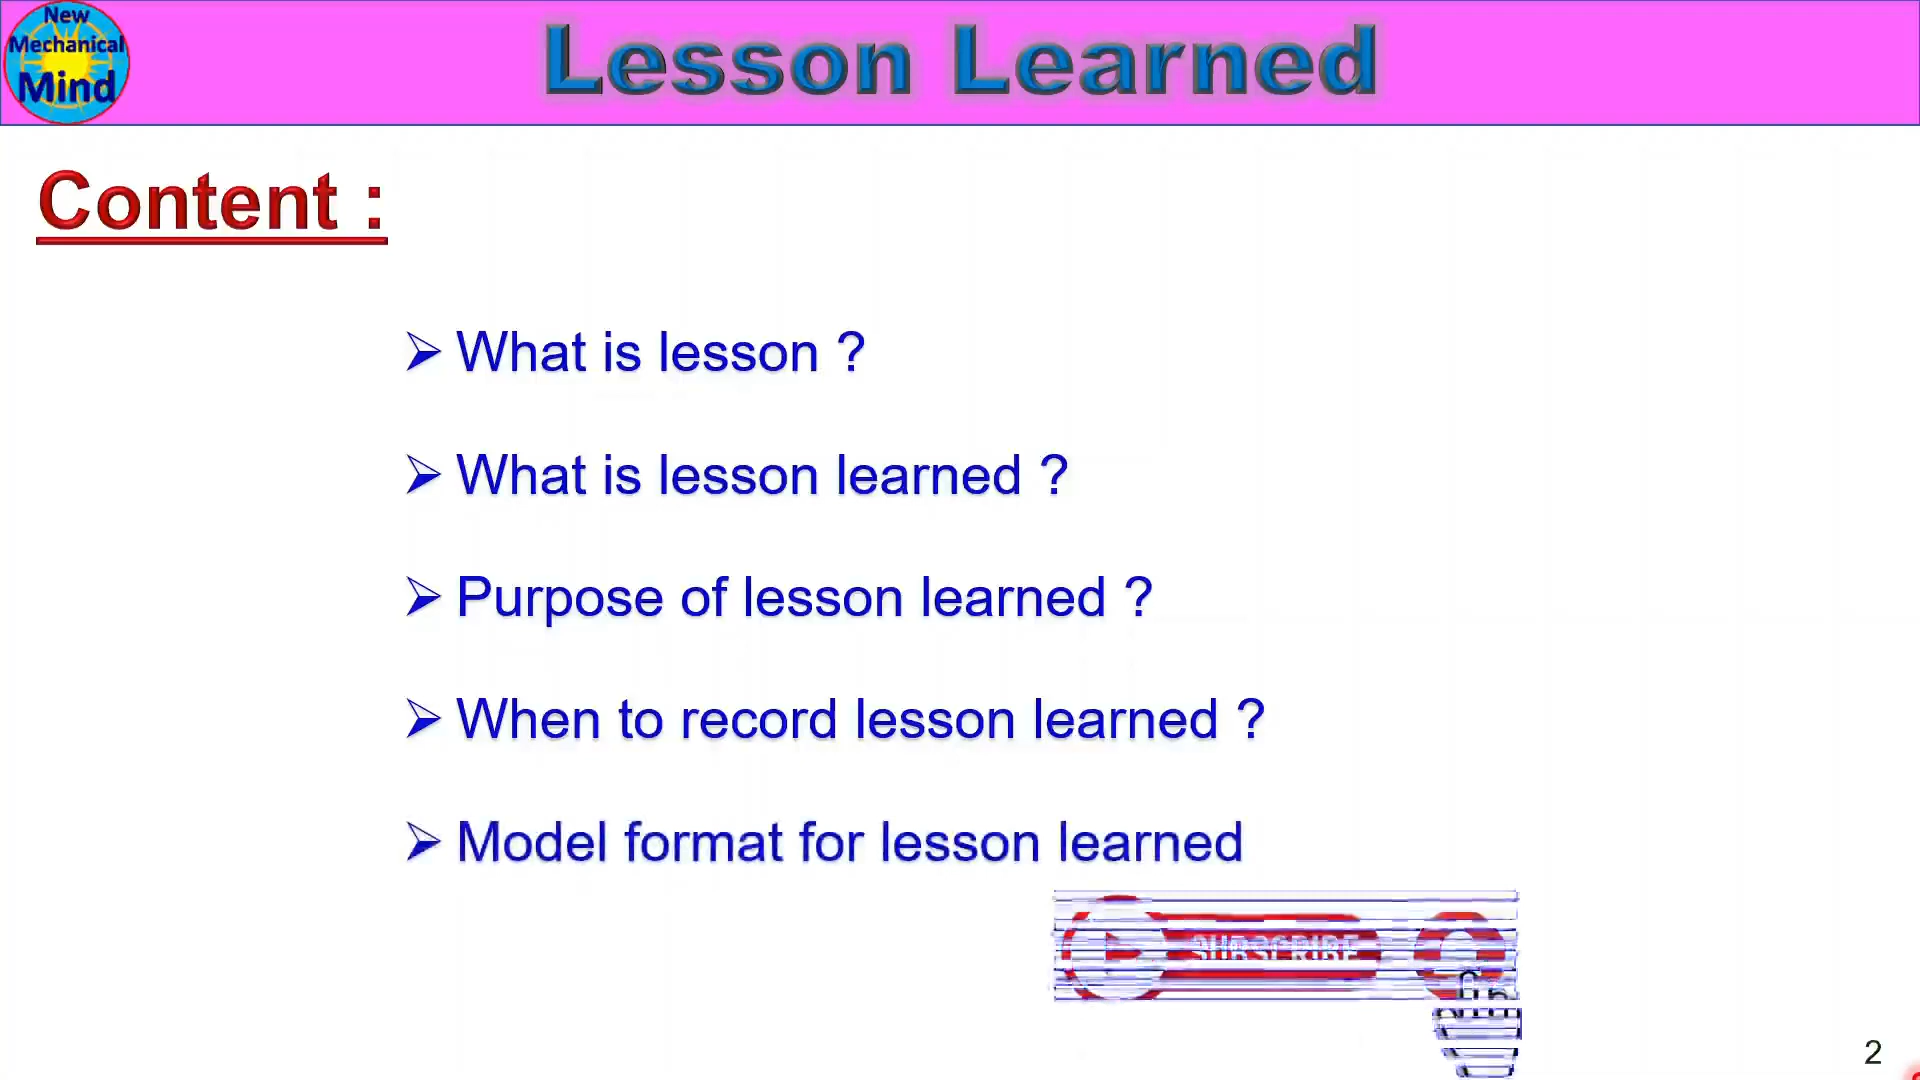 New
Mechanical
Mind
Lesson Learned
Content :
➢ What is lesson ?
➢ What is lesson learned ?
➢ Purpose of lesson learned ?
➢ When to record lesson learned ?
➢ Model format for lesson learned
SUBSCRIBE
2